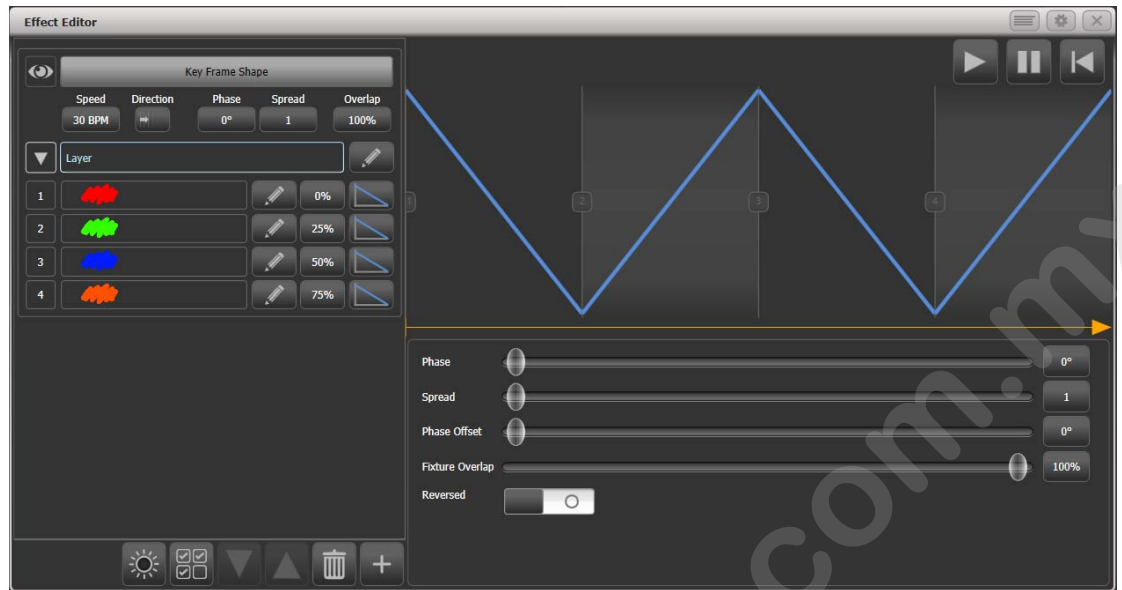 Effect Editor
Key Frame Shape
Speed Direction Phase Spread Overlap
30 BPM 0° 1 100%
Layer
1 0%
2 25%
3 50%
4 75%
1 2 3 4
Phase 0°
Spread 1
Phase Offset 0°
Fixture Overlap 100%
Reversed
.com.my